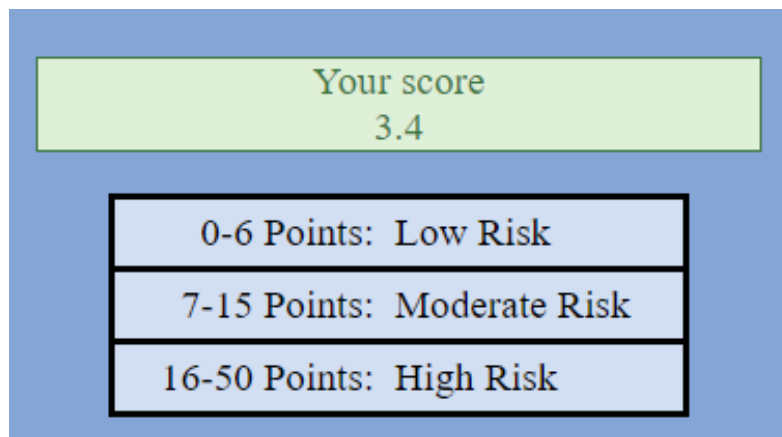 Your score
3.4
0-6 Points: Low Risk
7-15 Points: Moderate Risk
16-50 Points: High Risk